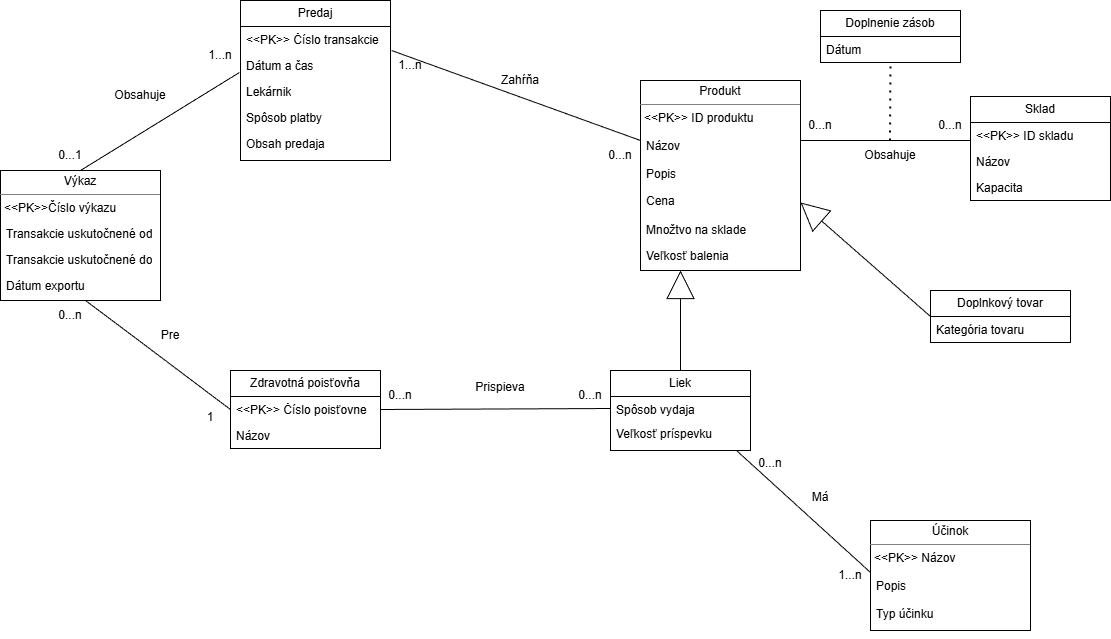 Predaj
<<PK>> Číslo transakcie
Dátum a čas
Lekárnik
Spôsob platby
Obsah predaja
1...n
Obsahuje
0...1
1...n
Zahŕňa
0...n
Doplnenie zásob
Dátum
Produkt
<<PK>> ID produktu
Názov
Popis
Cena
Množtvo na sklade
Veľkosť balenia
0...n
0...n
Obsahuje
Sklad
<<PK>> ID skladu
Názov
Kapacita
Výkaz
<<PK>>Číslo výkazu
Transakcie uskutočnené od
Transakcie uskutočnené do
Dátum exportu
0...n
Pre
1
Doplnkový tovar
Kategória tovaru
Zdravotná poisťovňa
<<PK>> Číslo poisťovne
Názov
0...n
Prispieva
0...n
Liek
Spôsob vydaja
Veľkosť príspevku
0...n
Má
1...n
Účinok
<<PK>> Názov
Popis
Typ účinku